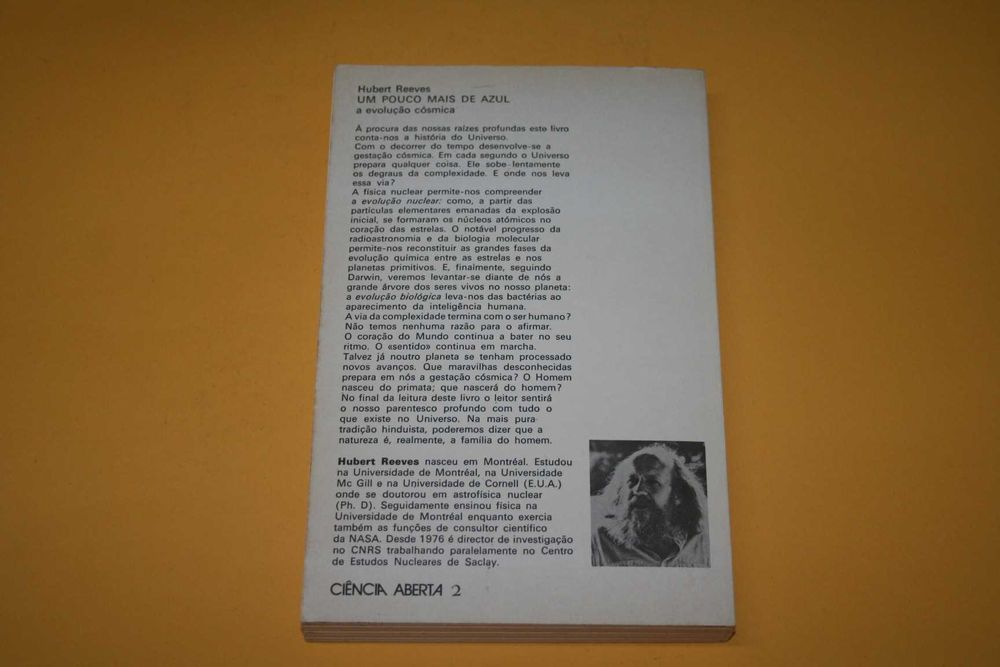 Hubert Reeves
UM POUCO MAIS DE AZUL
a evolução cósmica
À procura das nossas raízes profundas este livro
conta-nos a história do Universo.
Com o decorrer do tempo desenvolve-se a
gestação cósmica. Em cada segundo o Universo
prepara qualquer coisa. Ele sobe lentamente
os degraus da complexidade. E onde nos leva
essa via?
A física nuclear permite-nos compreender
a evolução nuclear: como, a partir das
partículas elementares emanadas da explosão
inicial, se formaram os núcleos atómicos no
coração das estrelas. O notável progresso da
radioastronomia e da biologia molecular
permite-nos reconstituir as grandes fases da
evolução química entre as estrelas e nos
planetas primitivos. E, finalmente, seguindo
Darwin, veremos levantar-se diante de nós a
grande árvore dos seres vivos no nosso planeta:
a evolução biológica leva-nos das bactérias ao
aparecimento da inteligência humana.
A via da complexidade termina com o ser humano?
Não temos nenhuma razão para o afirmar.
O coração do Mundo continua a bater no seu
ritmo. O «sentido» continua em marcha.
Talvez já noutro planeta se tenham processado
novos avanços. Que maravilhas desconhecidas
prepara em nós a gestação cósmica? O Homem
nasceu do primata; que nascerá do homem?
No final da leitura deste livro o leitor sentirá
o nosso parentesco profundo com tudo o
que existe no Universo. Na mais pura
tradição hinduista, poderemos dizer que a
natureza é, realmente, a família do homem.
Hubert Reeves nasceu em Montréal. Estudou
na Universidade de Montréal, na Universidade
Mc Gill e na Universidade de Cornell (E.U.A.)
onde se doutorou em astrofísica nuclear
(Ph. D). Seguidamente ensinou física na
Universidade de Montréal enquanto exercia
também as funções de consultor científico
da NASA. Desde 1976 é director de investigação
no CNRS trabalhando paralelamente no Centro
de Estudos Nucleares de Saclay.
CIÊNCIA ABERTA 2